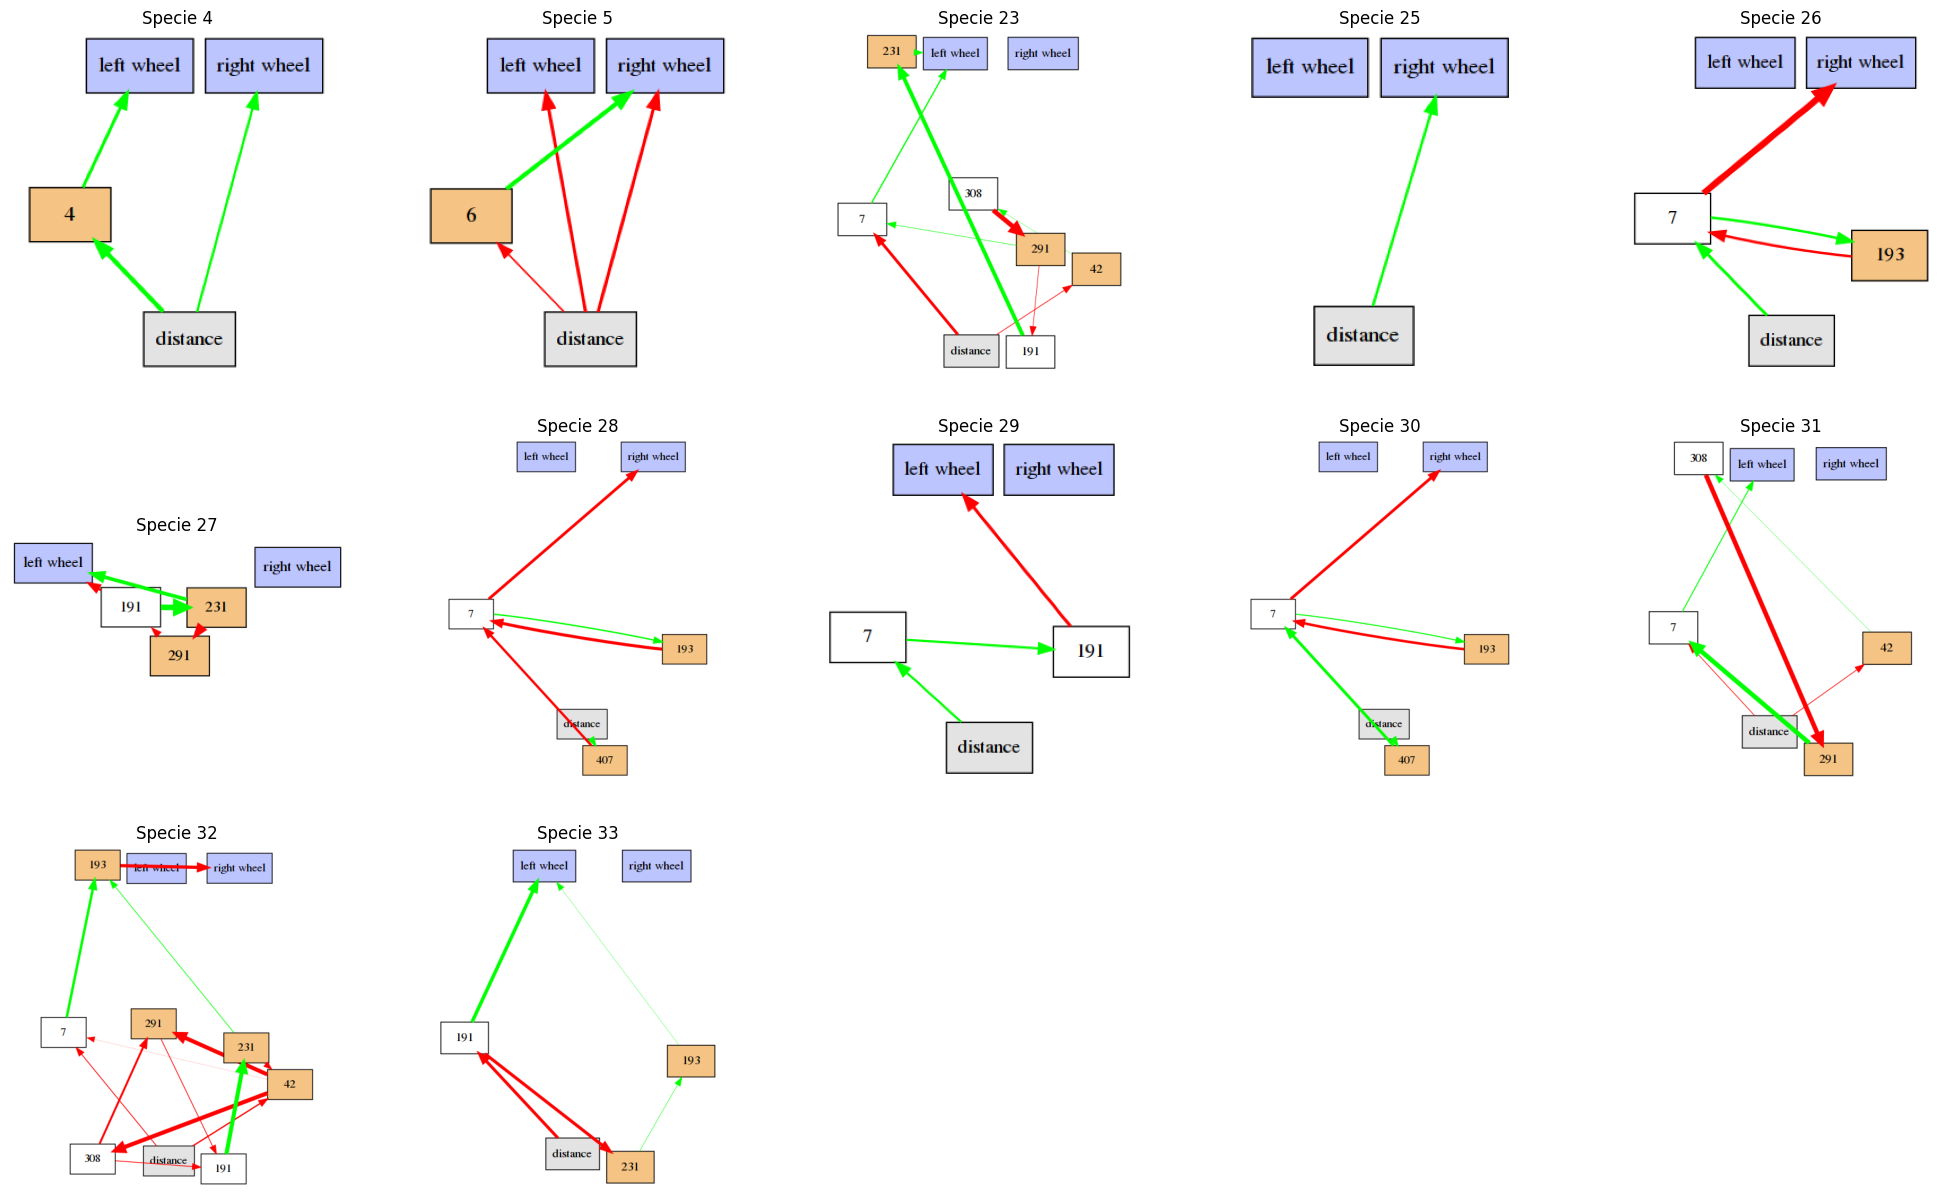 Specie 4
left wheel
right wheel
4
distance
Specie 5
left wheel
right wheel
6
distance
Specie 23
231
left wheel
right wheel
308
7
291
42
distance
191
Specie 25
left wheel
right wheel
distance
Specie 26
left wheel
right wheel
7
193
distance
Specie 27
left wheel
right wheel
191
231
291
Specie 28
left wheel
right wheel
7
193
distance
407
Specie 29
left wheel
right wheel
7
191
distance
Specie 30
left wheel
right wheel
7
193
distance
407
Specie 31
308
left wheel
right wheel
7
42
distance
291
Specie 32
193
left wheel
right wheel
7
291
231
42
308
distance
191
Specie 33
left wheel
right wheel
191
193
distance
231